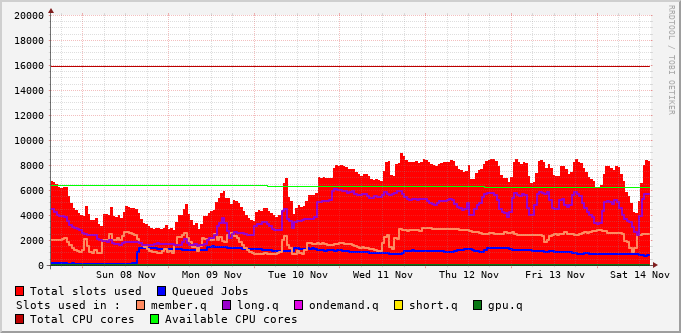 RRDTOOL / TOBI OETIKER
20000
18000
16000
14000
12000
10000
8000
6000
4000
2000
0
Sun 08 Nov Mon 09 Nov Tue 10 Nov Wed 11 Nov Thu 12 Nov Fri 13 Nov Sat 14 Nov
Total slots used Queued Jobs
Slots used in : member.q long.q ondemand.q short.q gpu.q
Total CPU cores Available CPU cores